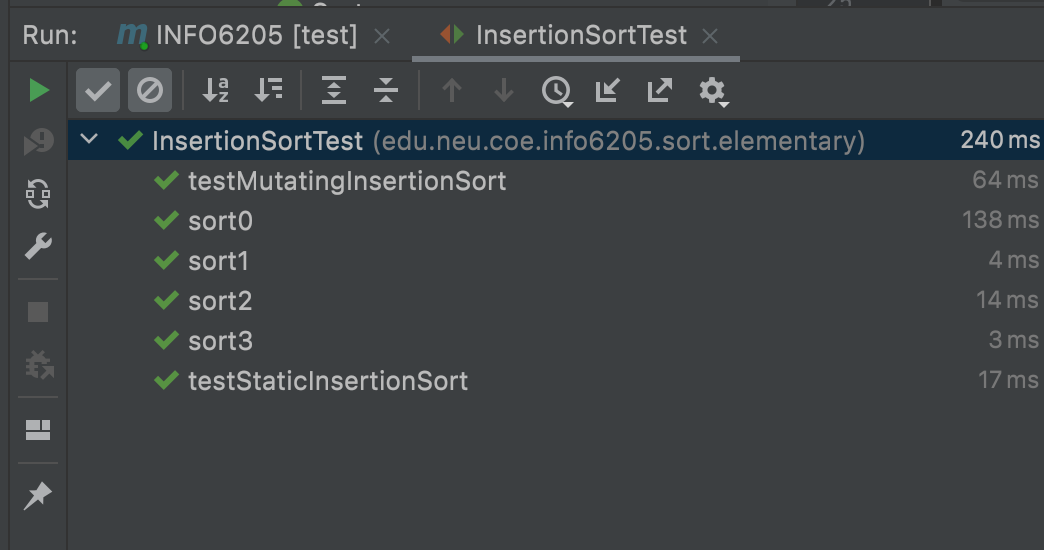 Run: m INFO6205 [test] InsertionSortTest
InsertionSortTest (edu.neu.coe.info6205.sort.elementary) 240 ms
testMutatingInsertionSort 64 ms
sort0 138 ms
sort1 4 ms
sort2 14 ms
sort3 3 ms
testStaticInsertionSort 17 ms